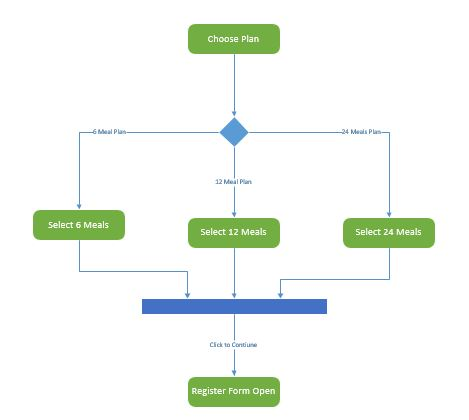 Choose Plan
6 Meal Plan
24 Meals Plan
12 Meal Plan
Select 6 Meals
Select 12 Meals
Select 24 Meals
Click to Contiune
Register Form Open